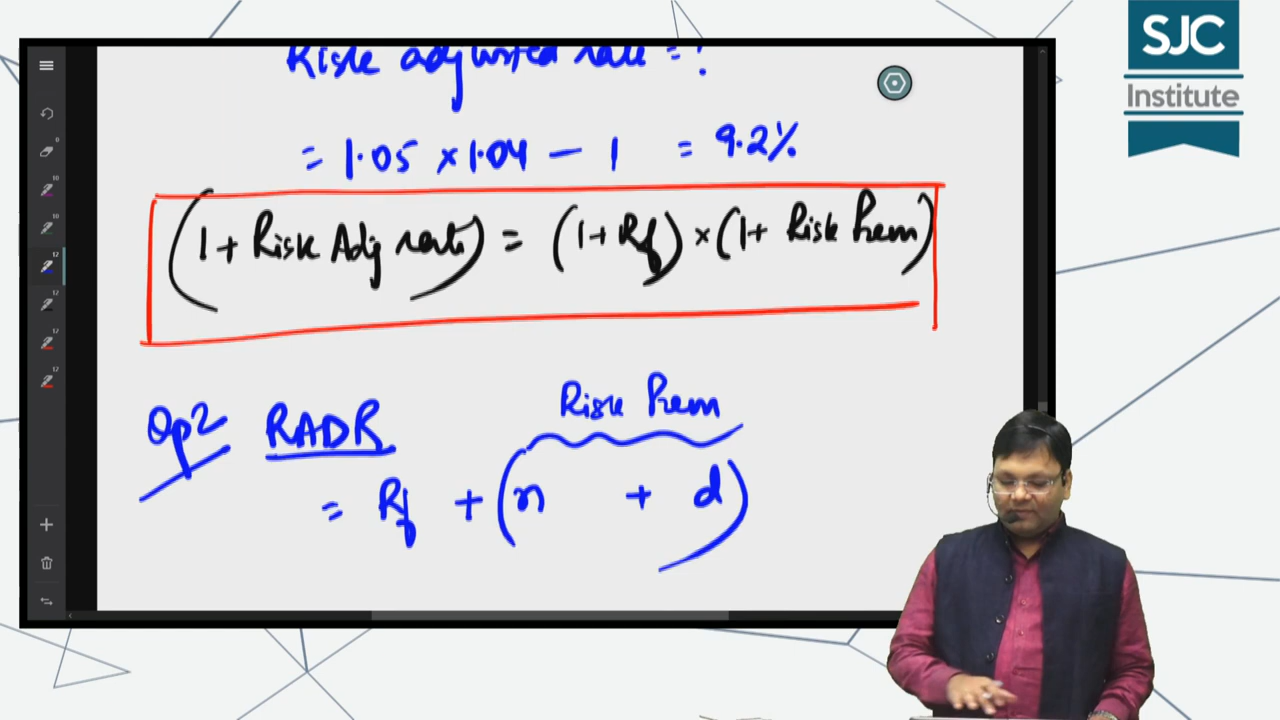 SJC
Institute
Risk adjusted rate = ?
= 1.05 × 1.04 - 1 = 9.2%
(1 + Risk Adj rate) = (1 + Rf) × (1 + Risk Prem)
Risk Prem
Op2 RADR
= Rf + (n + d)